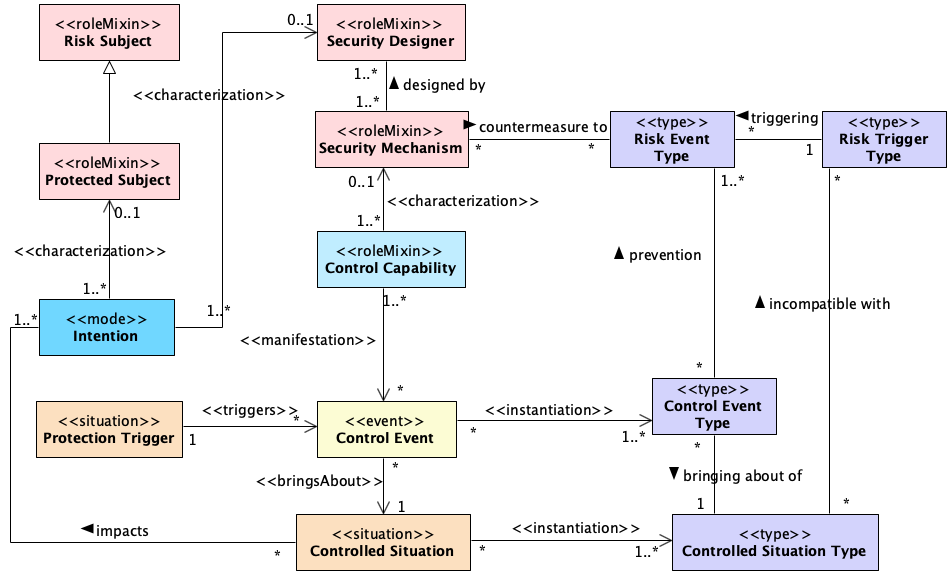 <<roleMixin>>
Risk Subject
0..1
<<roleMixin>>
Security Designer
<<characterization>>
1..*
designed by
1..*
<<roleMixin>>
Security Mechanism
countermeasure to
*
*
<<type>>
Risk Event
Type
triggering
*
1
<<type>>
Risk Trigger
Type
<<roleMixin>>
Protected Subject
0..1
0..1
<<characterization>>
1..*
1..*
*
<<characterization>>
1..*
<<roleMixin>>
Control Capability
1..*
prevention
1..*
<<mode>>
Intention
1..*
incompatible with
<<manifestation>>
*
*
<<type>>
Control Event
Type
<<situation>>
Protection Trigger
<<triggers>>
*
1
<<event>>
Control Event
<<instantiation>>
*
1..*
*
*
<<bringsAbout>>
1
bringing about of
1
*
impacts
*
<<situation>>
Controlled Situation
<<instantiation>>
*
1..*
<<type>>
Controlled Situation Type